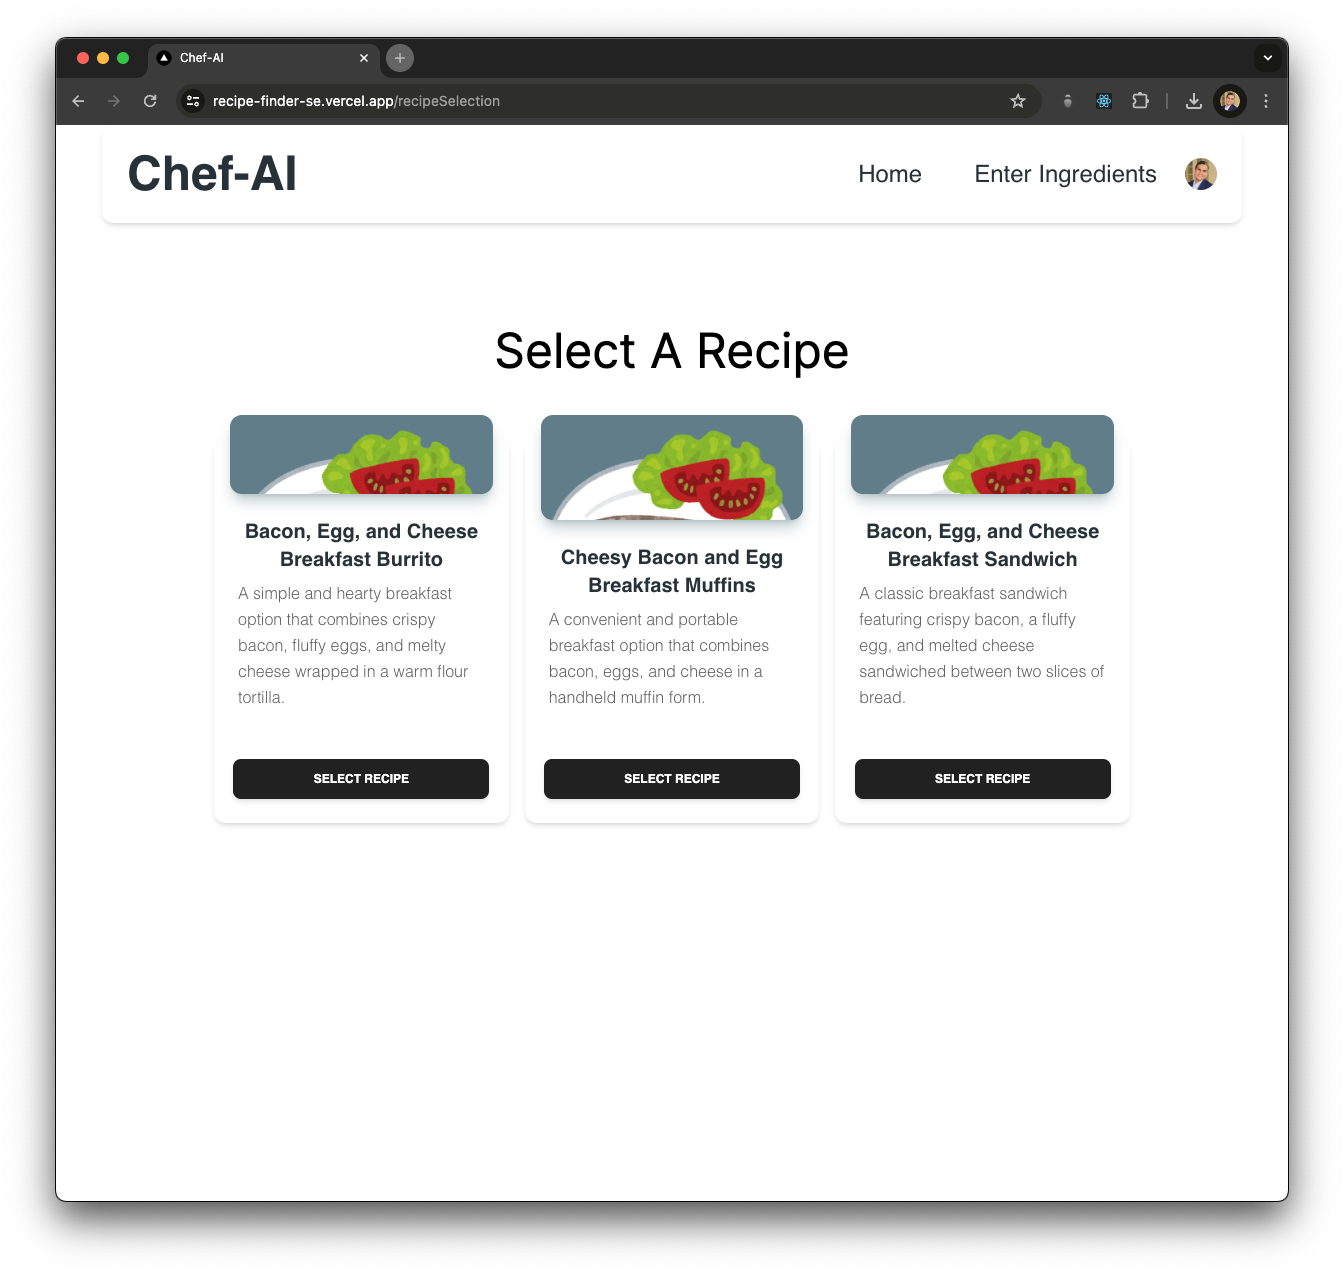 Chef-AI
recipe-finder-se.vercel.app/recipeSelection
Chef-AI
Home
Enter Ingredients
Select A Recipe
Bacon, Egg, and Cheese
Breakfast Burrito
A simple and hearty breakfast
option that combines crispy
bacon, fluffy eggs, and melty
cheese wrapped in a warm flour
tortilla.
SELECT RECIPE
Cheesy Bacon and Egg
Breakfast Muffins
A convenient and portable
breakfast option that combines
bacon, eggs, and cheese in a
handheld muffin form.
SELECT RECIPE
Bacon, Egg, and Cheese
Breakfast Sandwich
A classic breakfast sandwich
featuring crispy bacon, a fluffy
egg, and melted cheese
sandwiched between two slices of
bread.
SELECT RECIPE